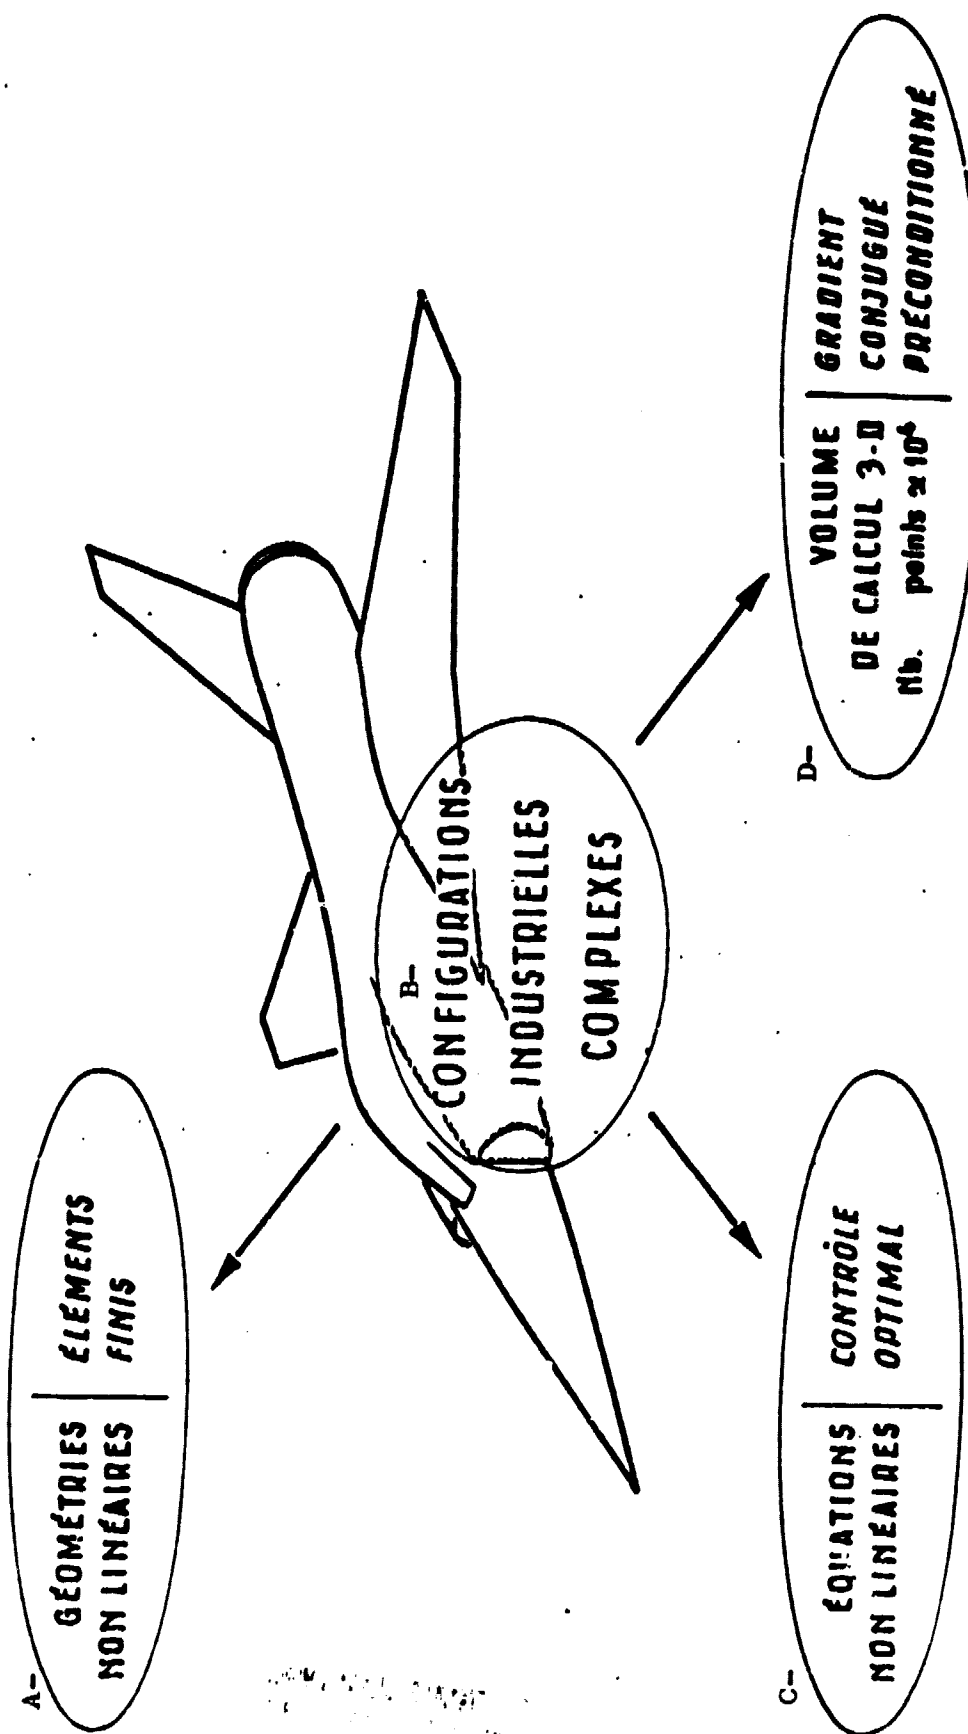 A-
GÉOMÉTRIES
NON LINÉAIRES
ÉLÉMENTS
FINIS
B-
CONFIGURATIONS
INDUSTRIELLES
COMPLEXES
C-
ÉQUATIONS
NON LINÉAIRES
CONTRÔLE
OPTIMAL
D-
VOLUME
DE CALCUL 3-D
Nb. points ≃ 10⁴
GRADIENT
CONJUGUÉ
PRÉCONDITIONNÉ